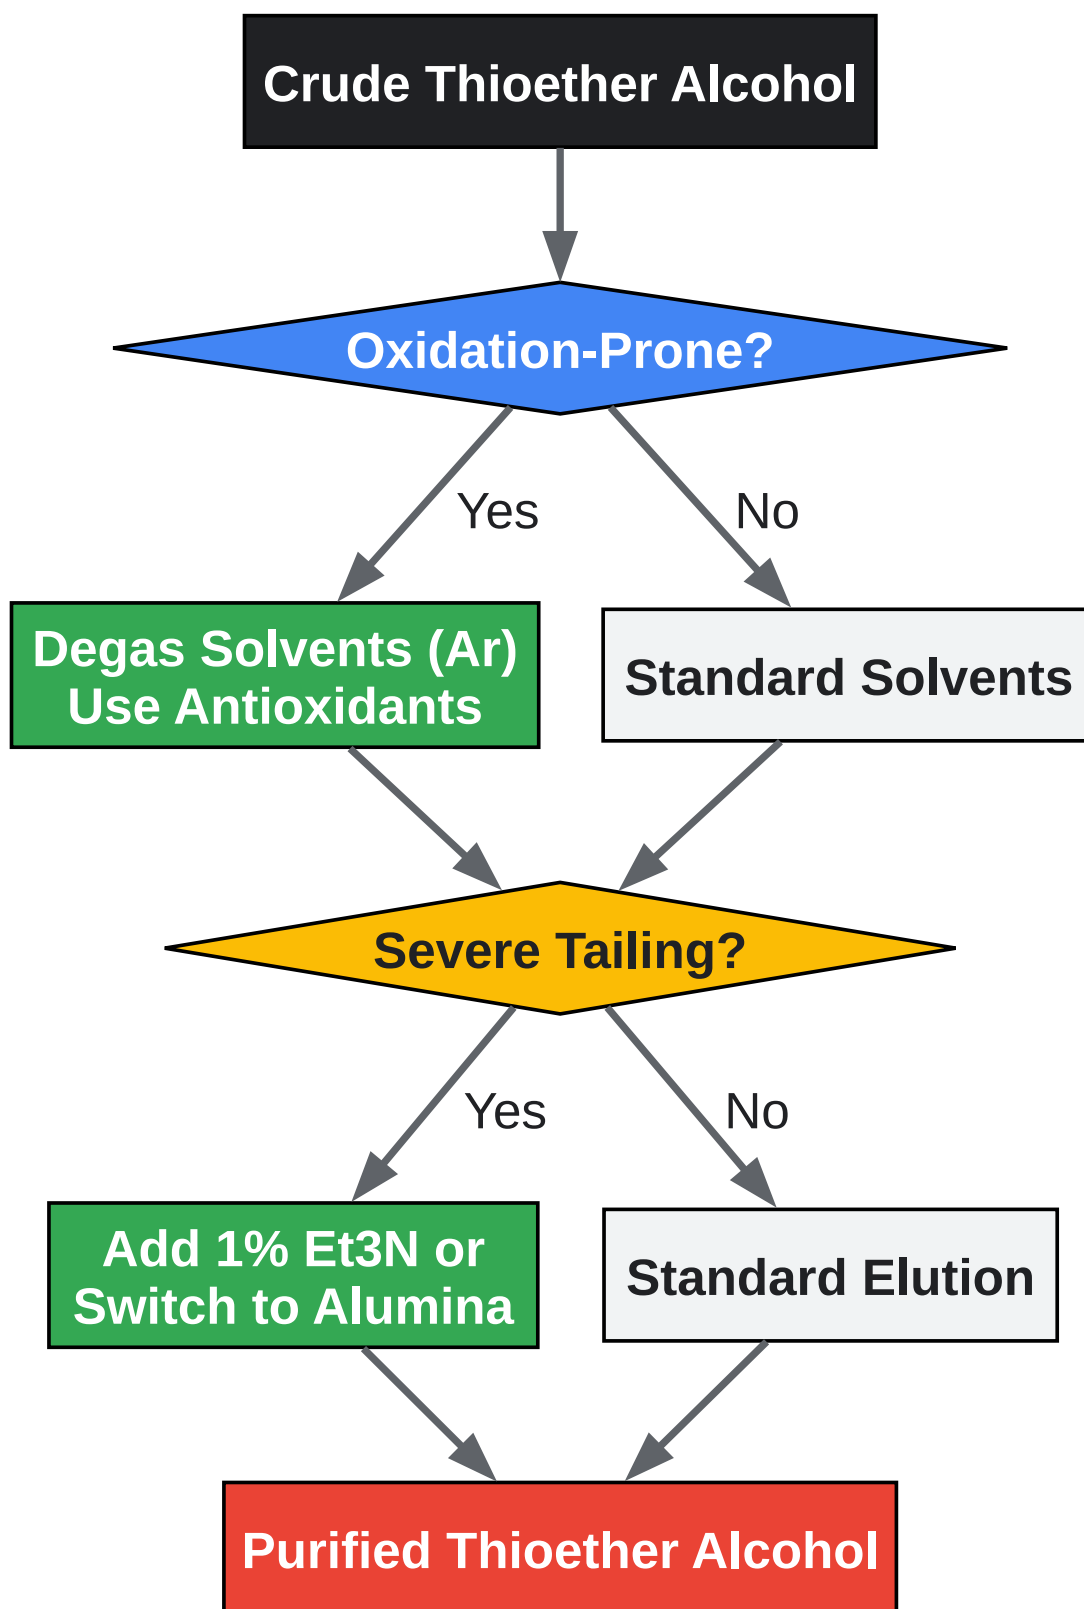 Crude Thioether Alcohol
Oxidation-Prone?
Yes
No
Degas Solvents (Ar)
Use Antioxidants
Standard Solvents
Severe Tailing?
Yes
No
Add 1% Et3N or
Switch to Alumina
Standard Elution
Purified Thioether Alcohol